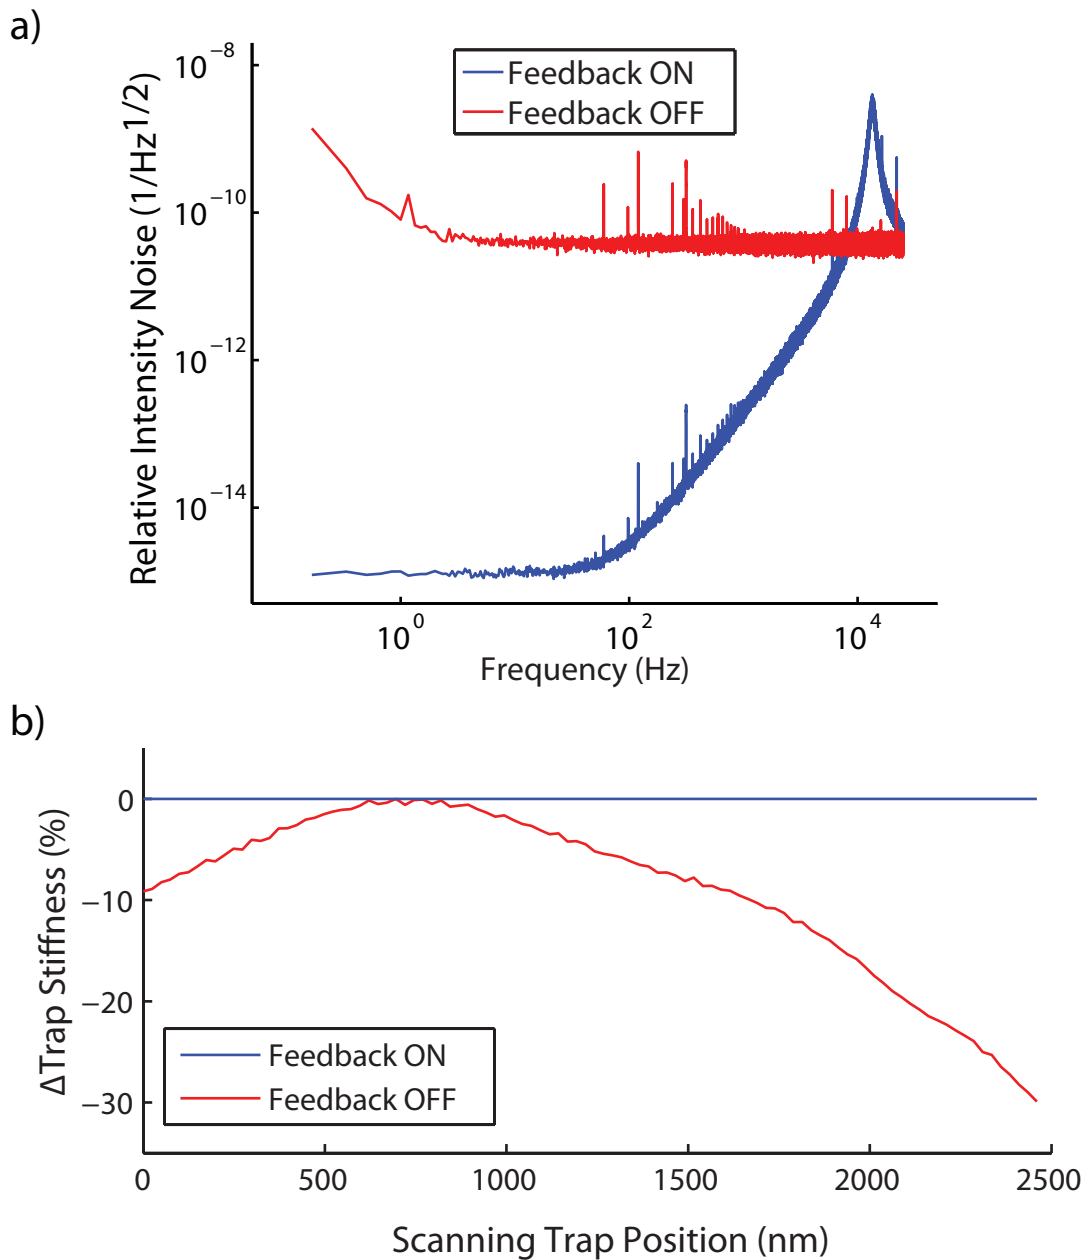 a)
Relative Intensity Noise (1/Hz^1/2)
10^−8
10^−10
10^−12
10^−14
Feedback ON
Feedback OFF
10^0
10^2
10^4
Frequency (Hz)
b)
ΔTrap Stiffness (%)
0
−10
−20
−30
Feedback ON
Feedback OFF
0
500
1000
1500
2000
2500
Scanning Trap Position (nm)